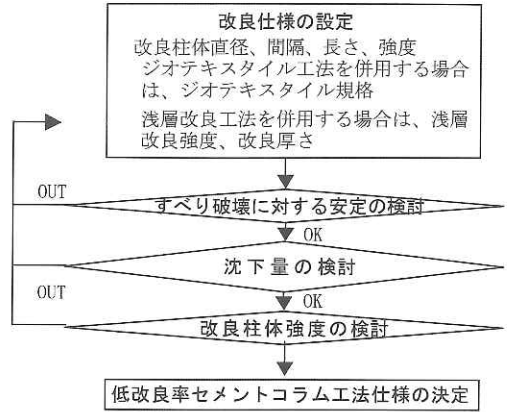 改良仕様の設定
改良柱体直径、間隔、長さ、強度
ジオテキスタイル工法を併用する場合
は、ジオテキスタイル規格
浅層改良工法を併用する場合は、浅層
改良強度、改良厚さ
OUT
すべり破壊に対する安定の検討
OK
沈下量の検討
OUT
OK
改良柱体強度の検討
低改良率セメントコラム工法仕様の決定